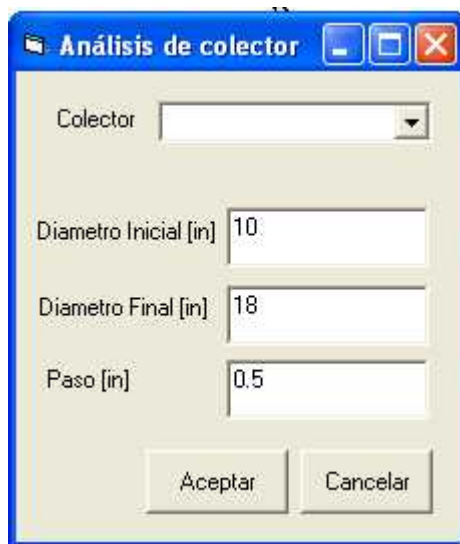 Análisis de colector
Colector
Diametro Inicial [in] 10
Diametro Final [in] 18
Paso [in] 0.5
Aceptar Cancelar